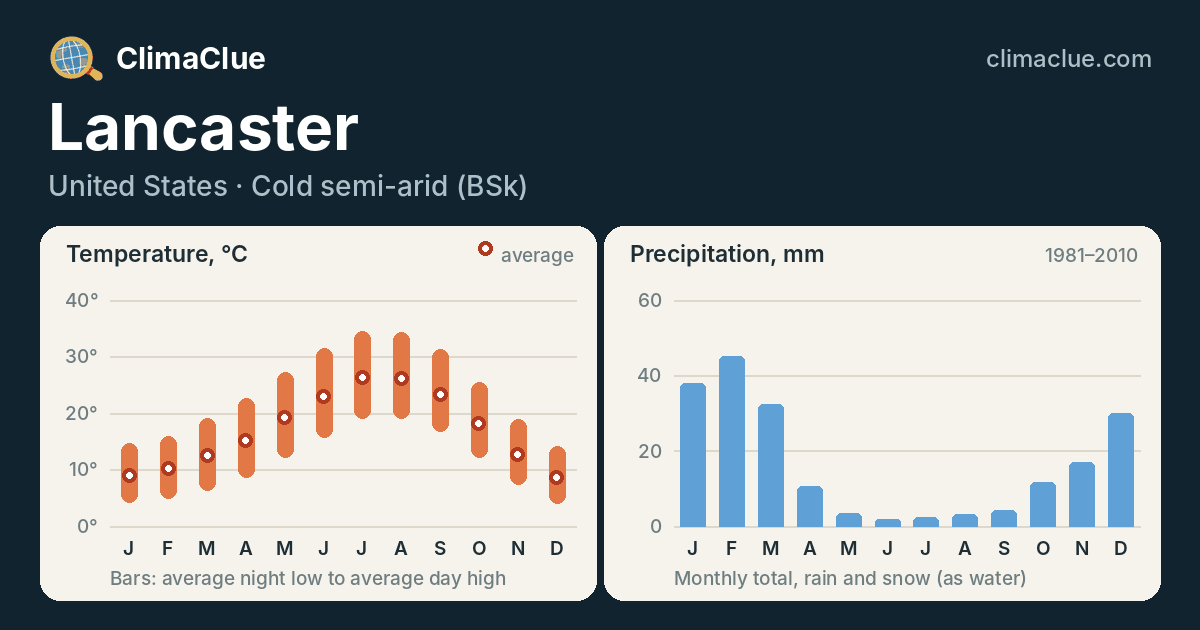 ClimaClue
climaclue.com
Lancaster
United States · Cold semi-arid (BSk)
Temperature, °C
average
40°
30°
20°
10°
0°
J F M A M J J A S O N D
Bars: average night low to average day high
Precipitation, mm
1981–2010
60
40
20
0
J F M A M J J A S O N D
Monthly total, rain and snow (as water)